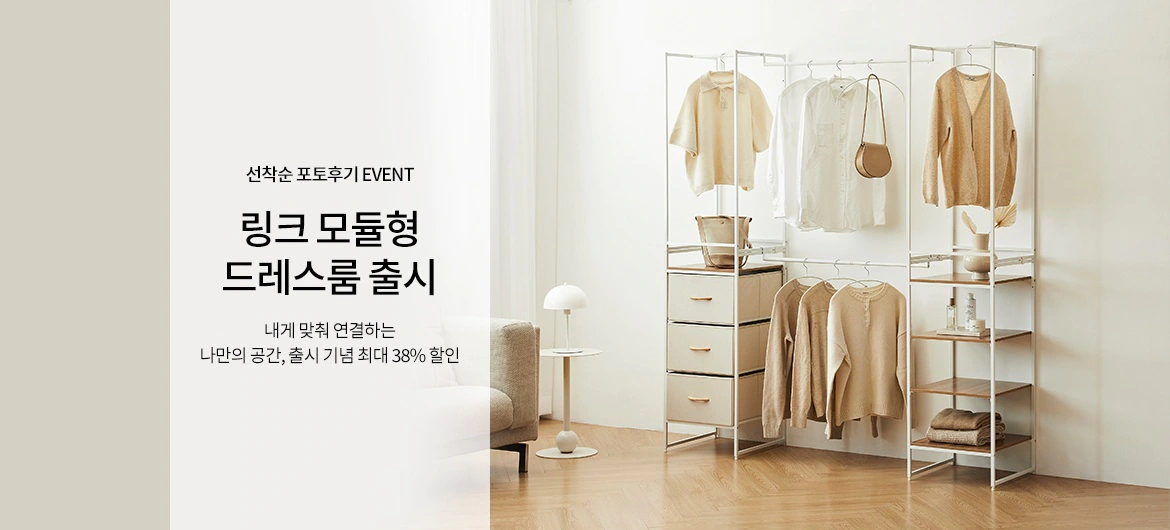 선착순 포토후기 EVENT
링크 모듈형
드레스룸 출시
내게 맞춰 연결하는
나만의 공간, 출시 기념 최대 38% 할인